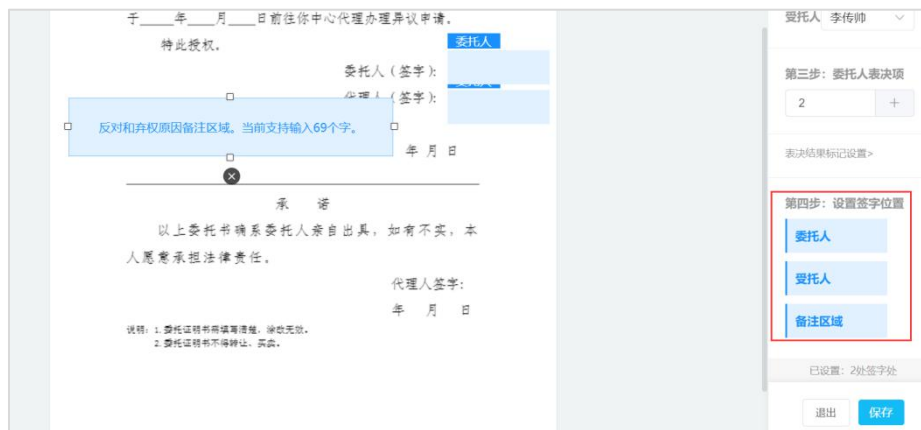 于_____年____月____日前往你中心代理办理异议申请。
特此授权。
委托人
委托人（签字）:
代理人（签字）:
反对和弃权原因备注区域。当前支持输入69个字。
年 月 日
承 诺
以上委托书确系委托人亲自出具，如有不实，本
人愿意承担法律责任。
代理人签字:
年 月 日
说明：1.委托证明书需填写清楚，涂改无效。
2.委托证明书不得转让、买卖。
受托人 李传帅
第三步：委托人表决项
2 +
表决结果标记设置>
第四步：设置签字位置
委托人
受托人
备注区域
已设置：2处签字处
退出 保存